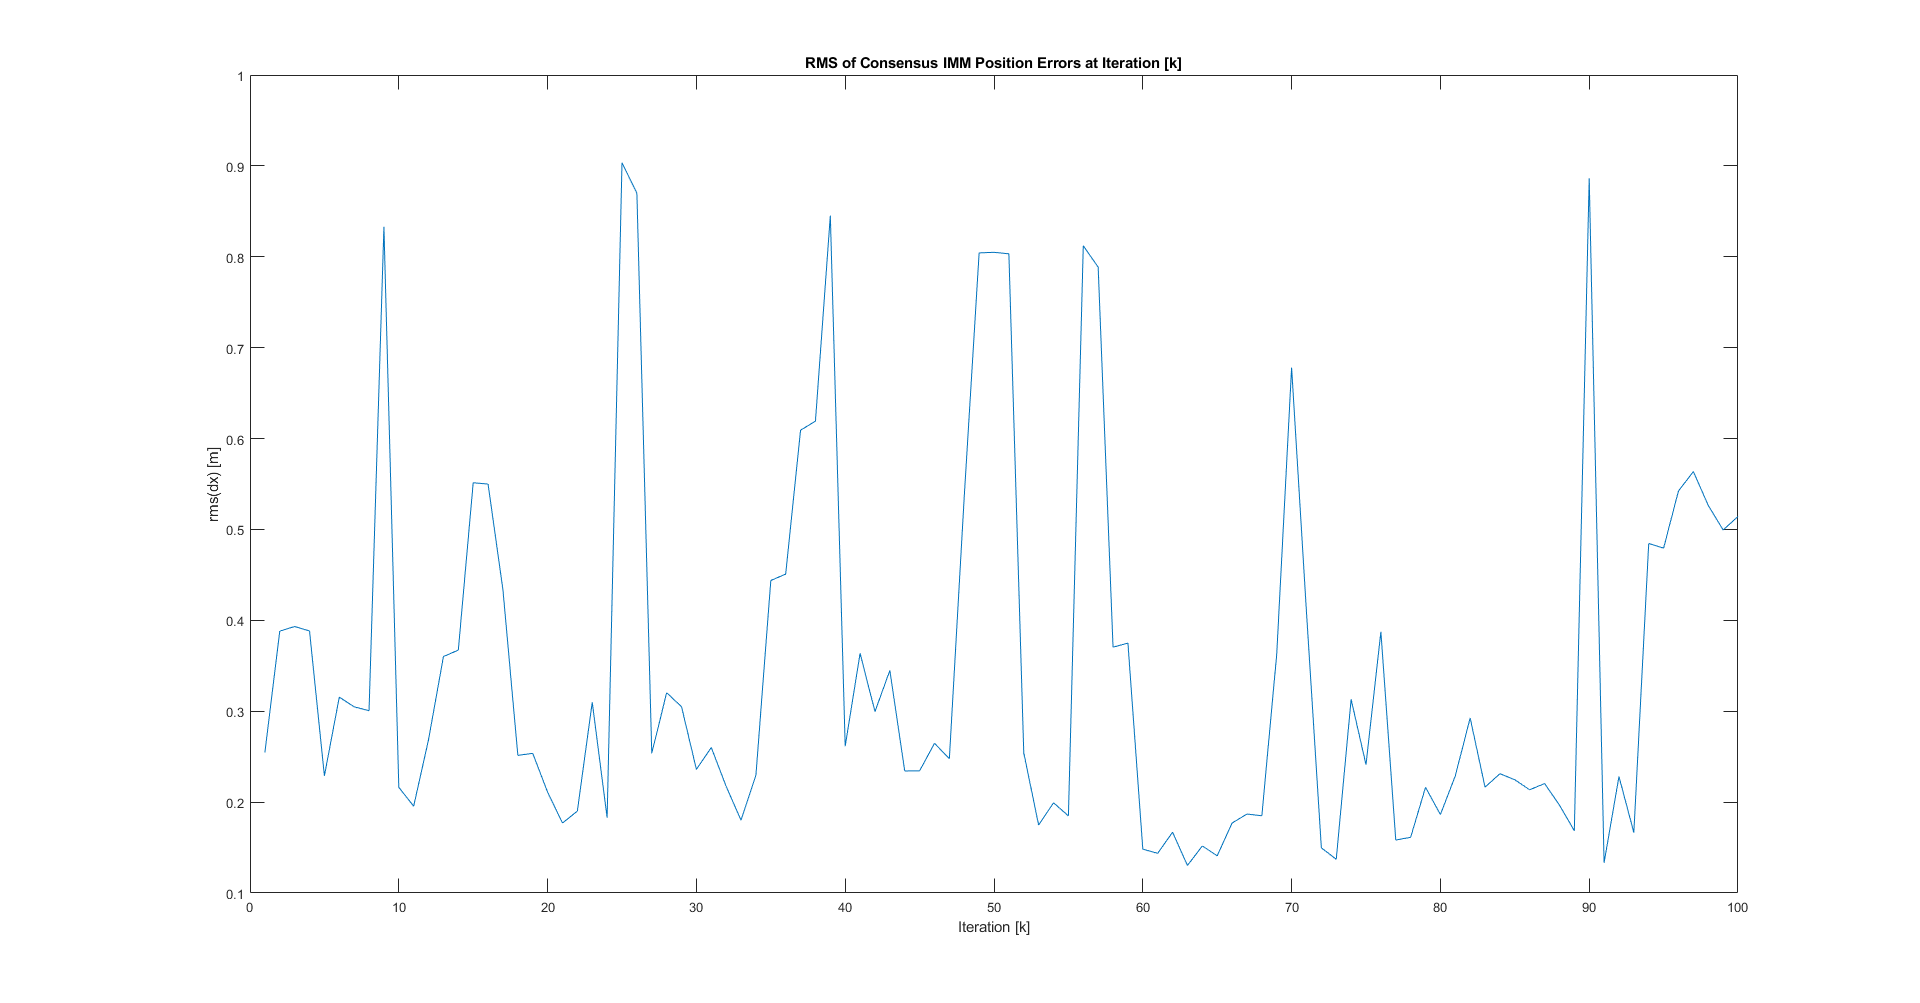 RMS of Consensus IMM Position Errors at Iteration [k]
1
0.9
0.8
0.7
0.6
0.5
0.4
0.3
0.2
0.1
rms(dx) [m]
0 10 20 30 40 50 60 70 80 90 100
Iteration [k]